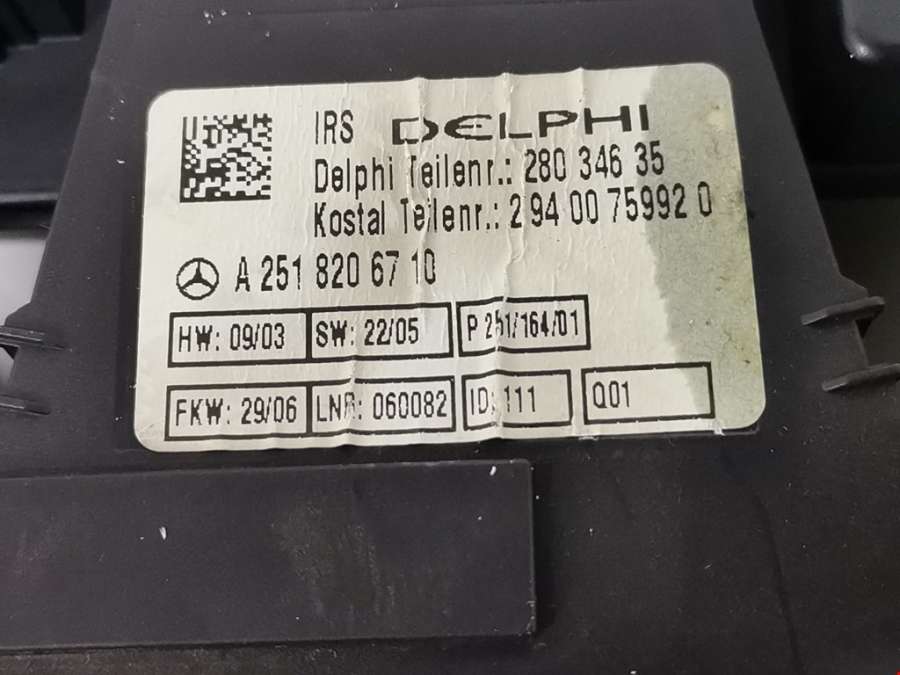 IRS DELPHI
Delphi Teilenr.: 280 346 35
Kostal Teilenr.: 2 94 00 75992 0
A 251 820 67 10
HW: 09/03 SW: 22/05 P 251/164/01
FKW: 29/06 LNR: 060082 ID: 111 Q01